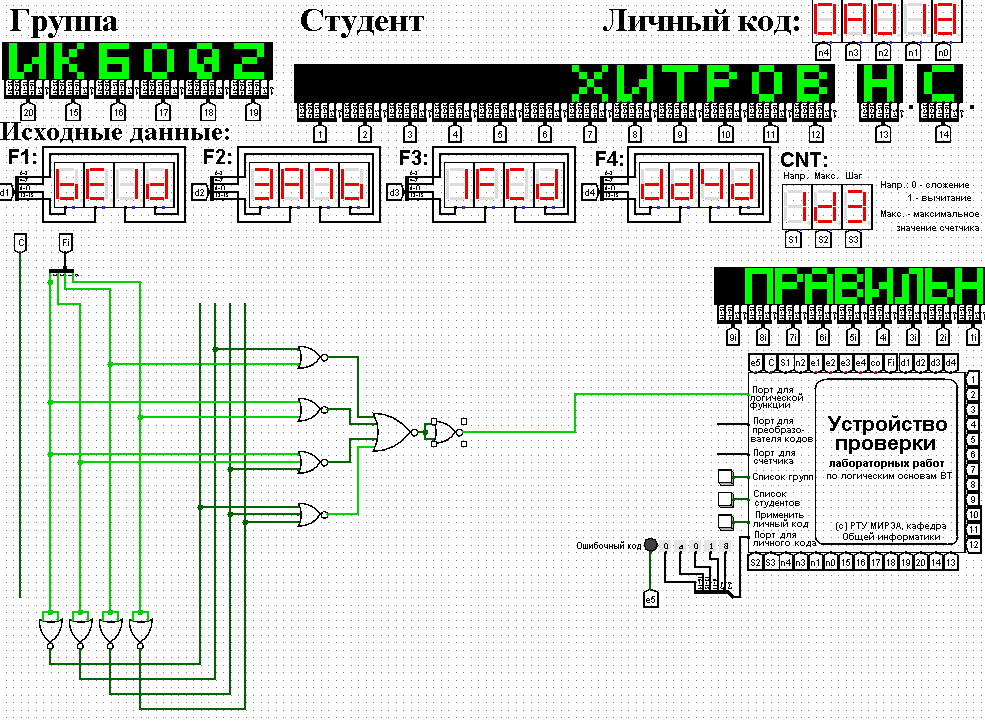 Группа Студент Личный код: 0A018
n4 n3 n2 n1 n0
ИКБО02
20 15 16 17 18 19
ХИТРОВ Н. С.
1 2 3 4 5 6 7 8 9 10 11 12 13 14
Исходные данные:
F1: bE1d F2: 3A7b F3: 1ACd F4: dd4d CNT:
d1 d2 d3 d4
Напр. Макс. Шаг
1d3
S1 S2 S3
Напр.: 0 - сложение
1 - вычитание
Макс. - максимальное
значение счетчика
C Fi
ПРАВИЛЬН
9i 8i 7i 6i 5i 4i 3i 2i 1i
e5 C S1 n2 e1 e2 e3 e4 co Fi d1 d2 d3 d4
Порт для
логической
функции
Порт для
преобразо-
вателя кодов
Порт для
счетчика
Список групп
Список
студентов
Применить
личный код
Порт для
личного кода
Устройство
проверки
лабораторных работ
по логическим основам ВТ
(с) РТУ МИРЭА, кафедра
Общей информатики
1
2
3
4
5
6
7
8
9
10
11
12
Ошибочный код 0 a 0 1 8
e5
S2 S3 n4 n3 n1 n0 15 16 17 18 19 20 14 13